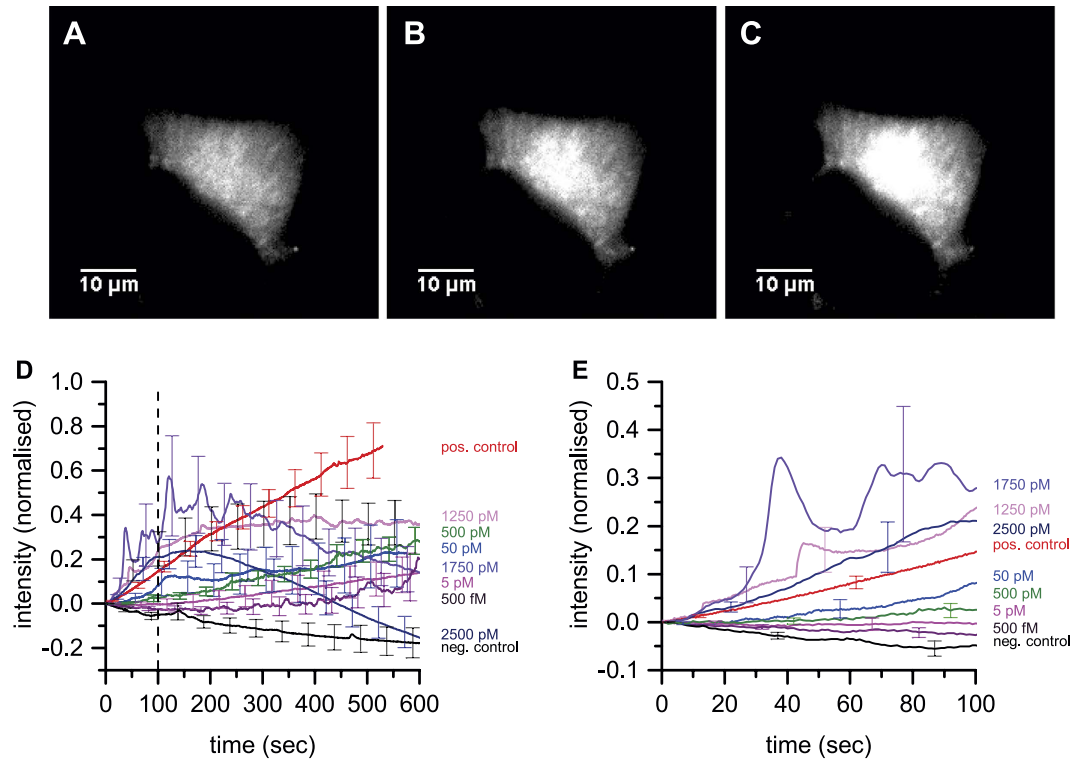 A
B
C
10 µm
10 µm
10 µm
D
intensity (normalised)
1.0
0.8
0.6
0.4
0.2
0.0
-0.2
0
100
200
300
400
500
600
time (sec)
pos. control
1250 pM
500 pM
50 pM
1750 pM
5 pM
500 fM
2500 pM
neg. control
E
intensity (normalised)
0.5
0.4
0.3
0.2
0.1
0.0
-0.1
0
20
40
60
80
100
time (sec)
1750 pM
1250 pM
2500 pM
pos. control
50 pM
500 pM
5 pM
500 fM
neg. control